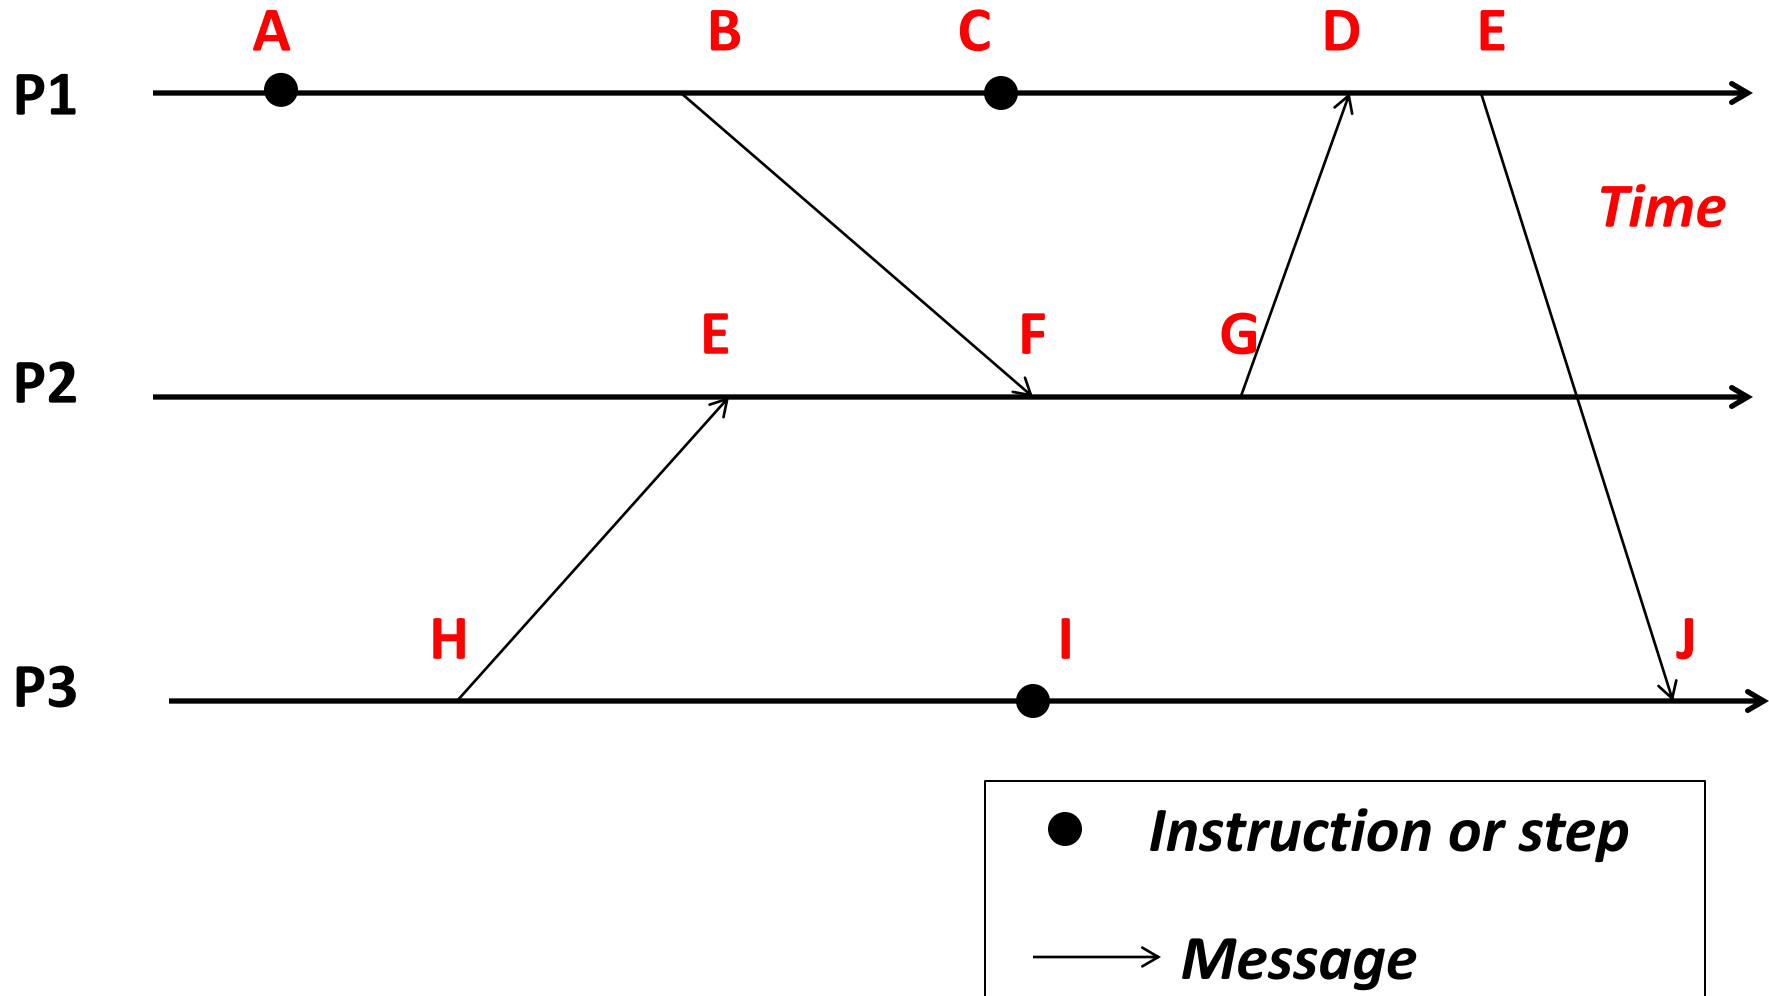 A B C D E
P1
Time
E F G
P2
H I J
P3
Instruction or step
Message